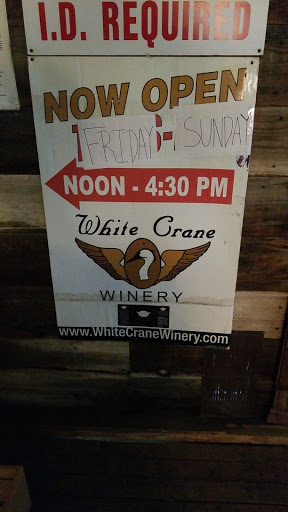 I.D. REQUIRED
NOW OPEN
FRIDAY - SUNDAY
NOON - 4:30 PM
White Crane
WINERY
www.WhiteCraneWinery.com